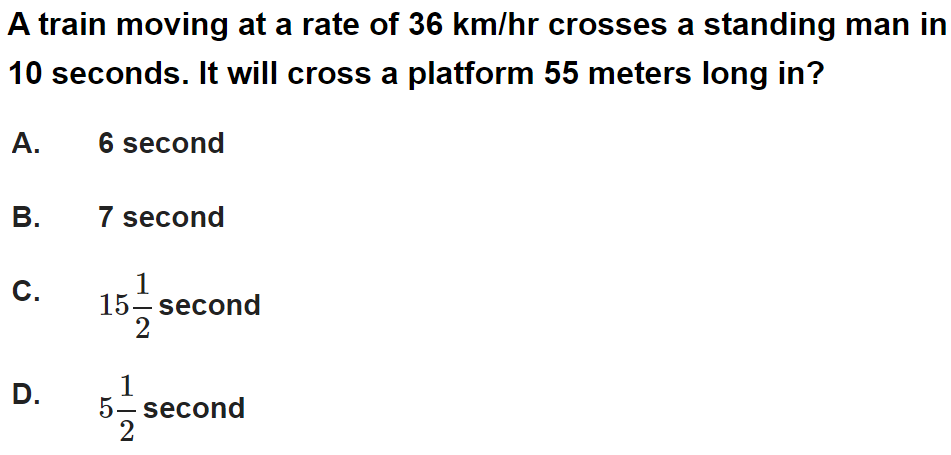 A train moving at a rate of 36 km/hr crosses a standing man in
10 seconds. It will cross a platform 55 meters long in?
A. 6 second
B. 7 second
C. 15 1/2 second
D. 5 1/2 second